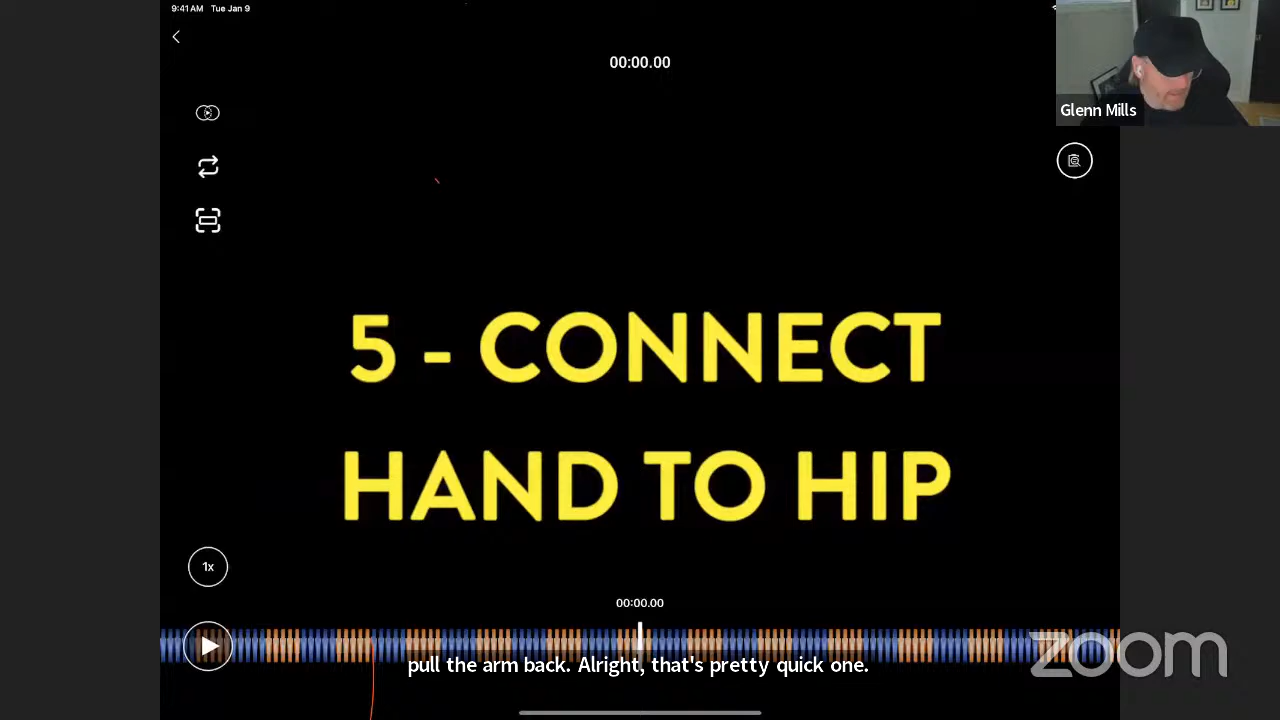 9:41 AM Tue Jan 9
00:00.00
Glenn Mills
5 - CONNECT
HAND TO HIP
1x
00:00.00
pull the arm back. Alright, that's pretty quick one.
zoom